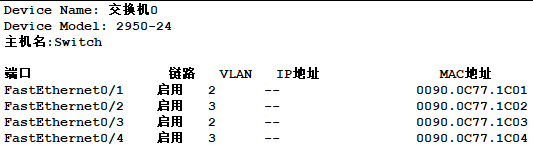 Device Name: 交换机0
Device Model: 2950-24
主机名:Switch
端口 链路 VLAN IP地址 MAC地址
FastEthernet0/1 启用 2 -- 0090.0C77.1C01
FastEthernet0/2 启用 3 -- 0090.0C77.1C02
FastEthernet0/3 启用 2 -- 0090.0C77.1C03
FastEthernet0/4 启用 3 -- 0090.0C77.1C04